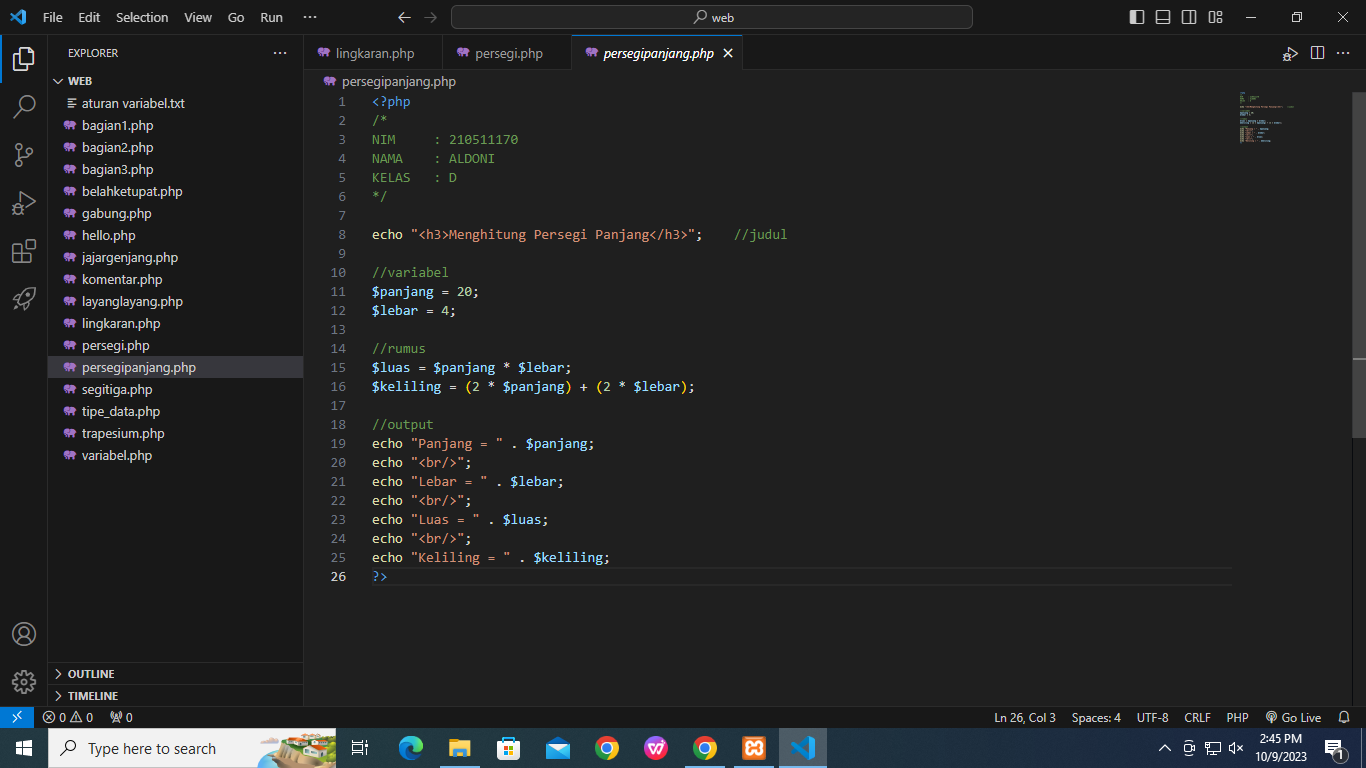 File Edit Selection View Go Run ··· web
EXPLORER ···
WEB
aturan variabel.txt
bagian1.php
bagian2.php
bagian3.php
belahketupat.php
gabung.php
hello.php
jajargenjang.php
komentar.php
layanglayang.php
lingkaran.php
persegi.php
persegipanjang.php
segitiga.php
tipe_data.php
trapesium.php
variabel.php
OUTLINE
TIMELINE
lingkaran.php persegi.php persegipanjang.php
persegipanjang.php
1 <?php
2 /*
3 NIM     : 210511170
4 NAMA    : ALDONI
5 KELAS   : D
6 */
7
8 echo "<h3>Menghitung Persegi Panjang</h3>";    //judul
9
10 //variabel
11 $panjang = 20;
12 $lebar = 4;
13
14 //rumus
15 $luas = $panjang * $lebar;
16 $keliling = (2 * $panjang) + (2 * $lebar);
17
18 //output
19 echo "Panjang = " . $panjang;
20 echo "<br/>";
21 echo "Lebar = " . $lebar;
22 echo "<br/>";
23 echo "Luas = " . $luas;
24 echo "<br/>";
25 echo "Keliling = " . $keliling;
26 ?>
0 0 0 Ln 26, Col 3 Spaces: 4 UTF-8 CRLF PHP Go Live
Type here to search
2:45 PM
10/9/2023
1